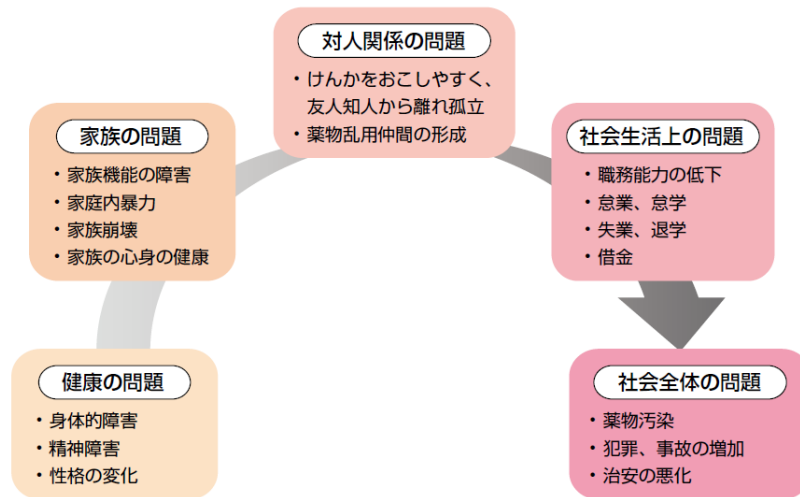 対人関係の問題
・けんかをおこしやすく、
友人知人から離れ孤立
・薬物乱用仲間の形成
家族の問題
・家族機能の障害
・家庭内暴力
・家族崩壊
・家族の心身の健康
社会生活上の問題
・職務能力の低下
・怠業、怠学
・失業、退学
・借金
健康の問題
・身体的障害
・精神障害
・性格の変化
社会全体の問題
・薬物汚染
・犯罪、事故の増加
・治安の悪化